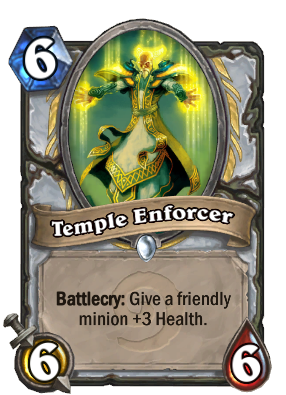 6
Temple Enforcer
Battlecry: Give a friendly
minion +3 Health.
6
6